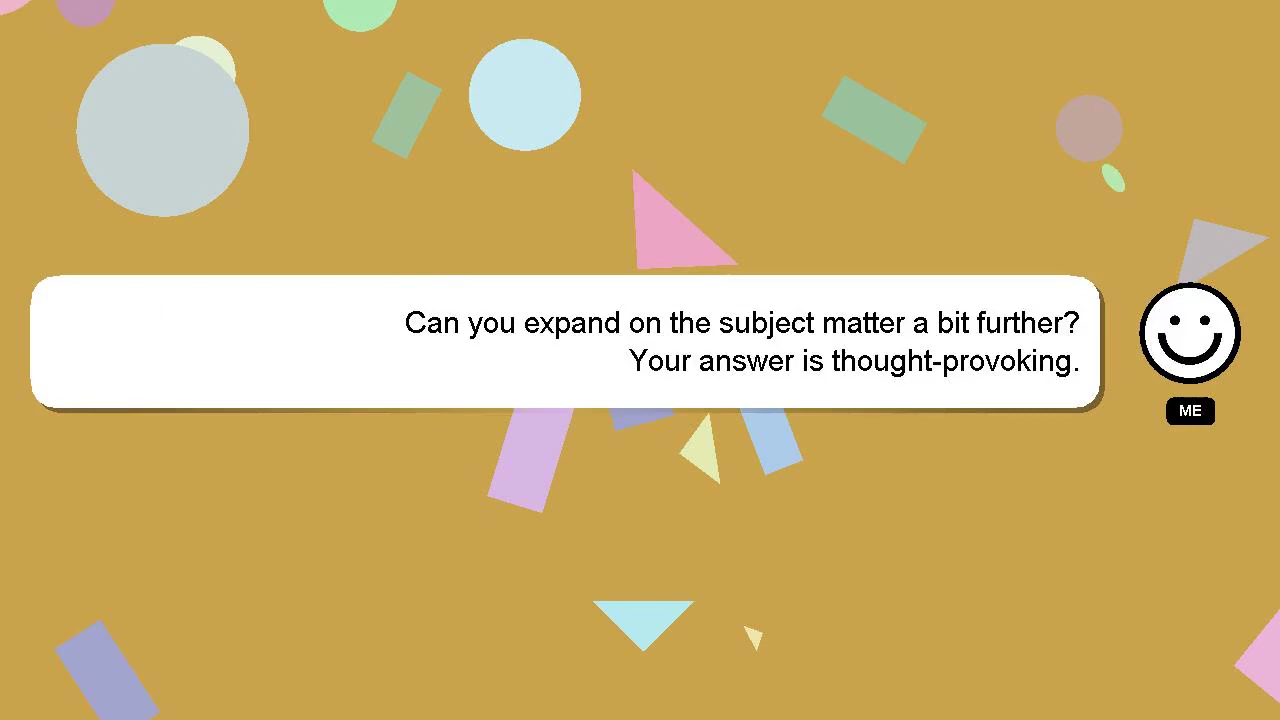 Can you expand on the subject matter a bit further?
Your answer is thought-provoking.
ME